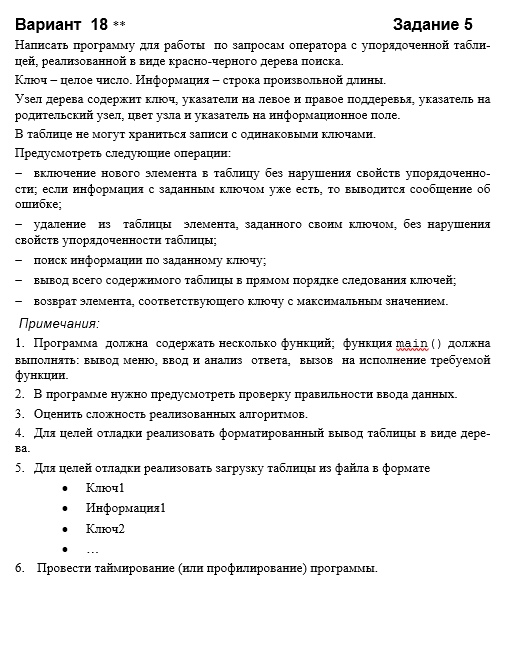 Вариант 18 ** Задание 5
Написать программу для работы по запросам оператора с упорядоченной табли-
цей, реализованной в виде красно-черного дерева поиска.
Ключ – целое число. Информация – строка произвольной длины.
Узел дерева содержит ключ, указатели на левое и правое поддеревья, указатель на
родительский узел, цвет узла и указатель на информационное поле.
В таблице не могут храниться записи с одинаковыми ключами.
Предусмотреть следующие операции:
– включение нового элемента в таблицу без нарушения свойств упорядоченно-
сти; если информация с заданным ключом уже есть, то выводится сообщение об
ошибке;
– удаление из таблицы элемента, заданного своим ключом, без нарушения
свойств упорядоченности таблицы;
– поиск информации по заданному ключу;
– вывод всего содержимого таблицы в прямом порядке следования ключей;
– возврат элемента, соответствующего ключу с максимальным значением.
Примечания:
1. Программа должна содержать несколько функций; функция main() должна
выполнять: вывод меню, ввод и анализ ответа, вызов на исполнение требуемой
функции.
2. В программе нужно предусмотреть проверку правильности ввода данных.
3. Оценить сложность реализованных алгоритмов.
4. Для целей отладки реализовать форматированный вывод таблицы в виде дере-
ва.
5. Для целей отладки реализовать загрузку таблицы из файла в формате
• Ключ1
• Информация1
• Ключ2
• …
6. Провести таймирование (или профилирование) программы.